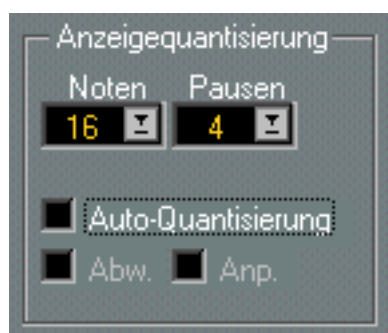 Anzeigequantisierung
Noten Pausen
16 4
Auto-Quantisierung
Abw. Anp.